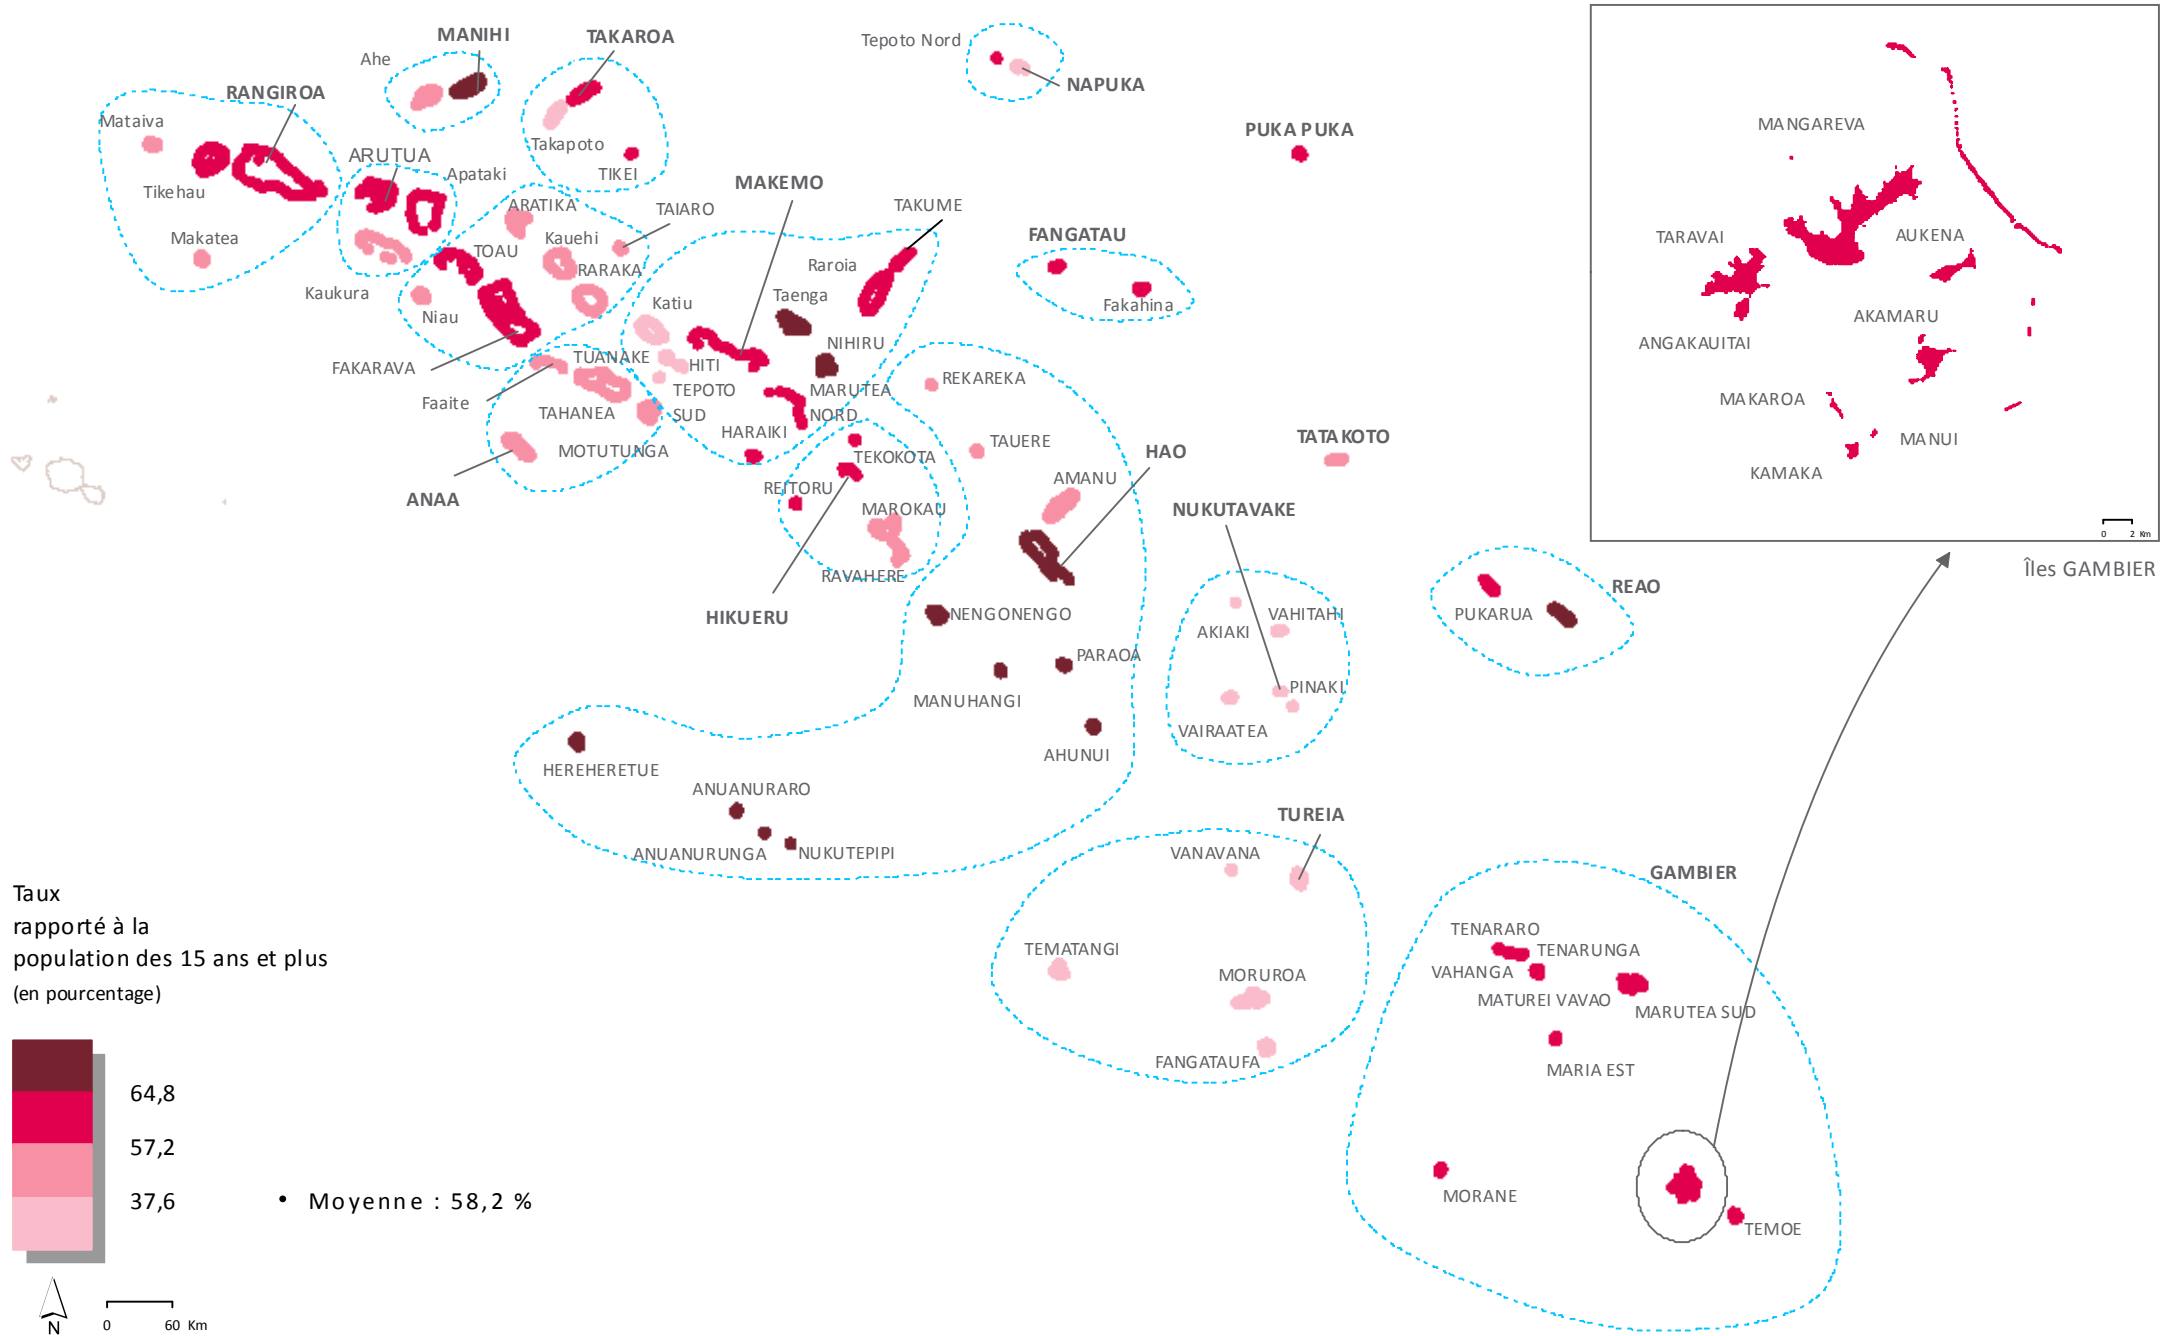 MANIHI
TAKAROA
Tepoto Nord
Ahe
NAPUKA
RANGIROA
Mataiva
MANGAREVA
PUKA PUKA
Takapoto
ARUTUA
Apataki
TIKEI
MAKEMO
Tikehau
ARATIKA
TAIARO
TAKUME
Makatea
Kauehi
FANGATAU
TARAVAI
AUKENA
TOAU
RARAKA
Raroia
Kaukura
Niau
Katiu
Taenga
Fakahina
AKAMARU
NIHIRU
ANGAKAUITAI
FAKARAVA
TUANAKE
HITI
REKAREKA
Faaite
TEPOTO
SUD
MARUTEA
NORD
MAKAROA
TAHANEA
HARAIKI
MANUI
MOTUTUNGA
TEKOKOTA
TAUERE
HAO
TATAKOTO
KAMAKA
ANAA
REITORU
AMANU
MAROKAU
NUKUTAVAKE
0 2 Km
Îles GAMBIER
RAVAHERE
REAO
HIKUERU
NENGONENGO
VAHITAHI
AKIAKI
PUKARUA
PARAOA
MANUHANGI
PINAKI
VAIRAATEA
AHUNUI
HEREHERETUE
ANUANURARO
TUREIA
ANUANURUNGA
NUKUTEPIPI
VANAVANA
GAMBIER
Taux
rapporté à la
population des 15 ans et plus
(en pourcentage)
TENARARO
TEMATANGI
TENARUNGA
MORUROA
VAHANGA
MATUREI VAVAO
MARUTEA SUD
FANGATAUFA
MARIA EST
64,8
57,2
37,6
• Moyenne : 58,2 %
MORANE
TEMOE
N
0 60 Km